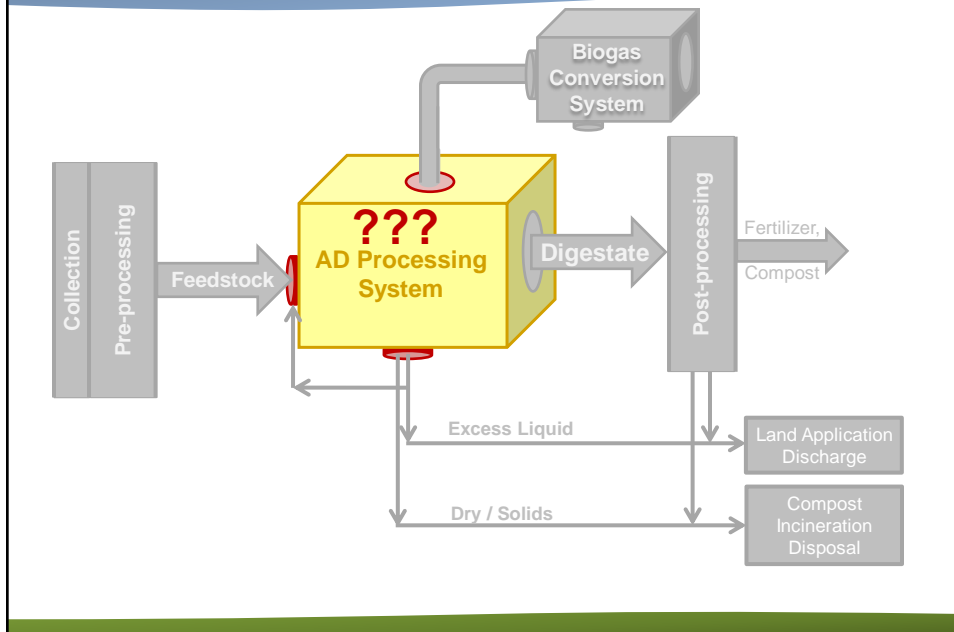 Biogas
Conversion
System
Collection
Pre-processing
Feedstock
???
AD Processing
System
Digestate
Post-processing
Fertilizer,
Compost
Excess Liquid
Land Application
Discharge
Dry / Solids
Compost
Incineration
Disposal